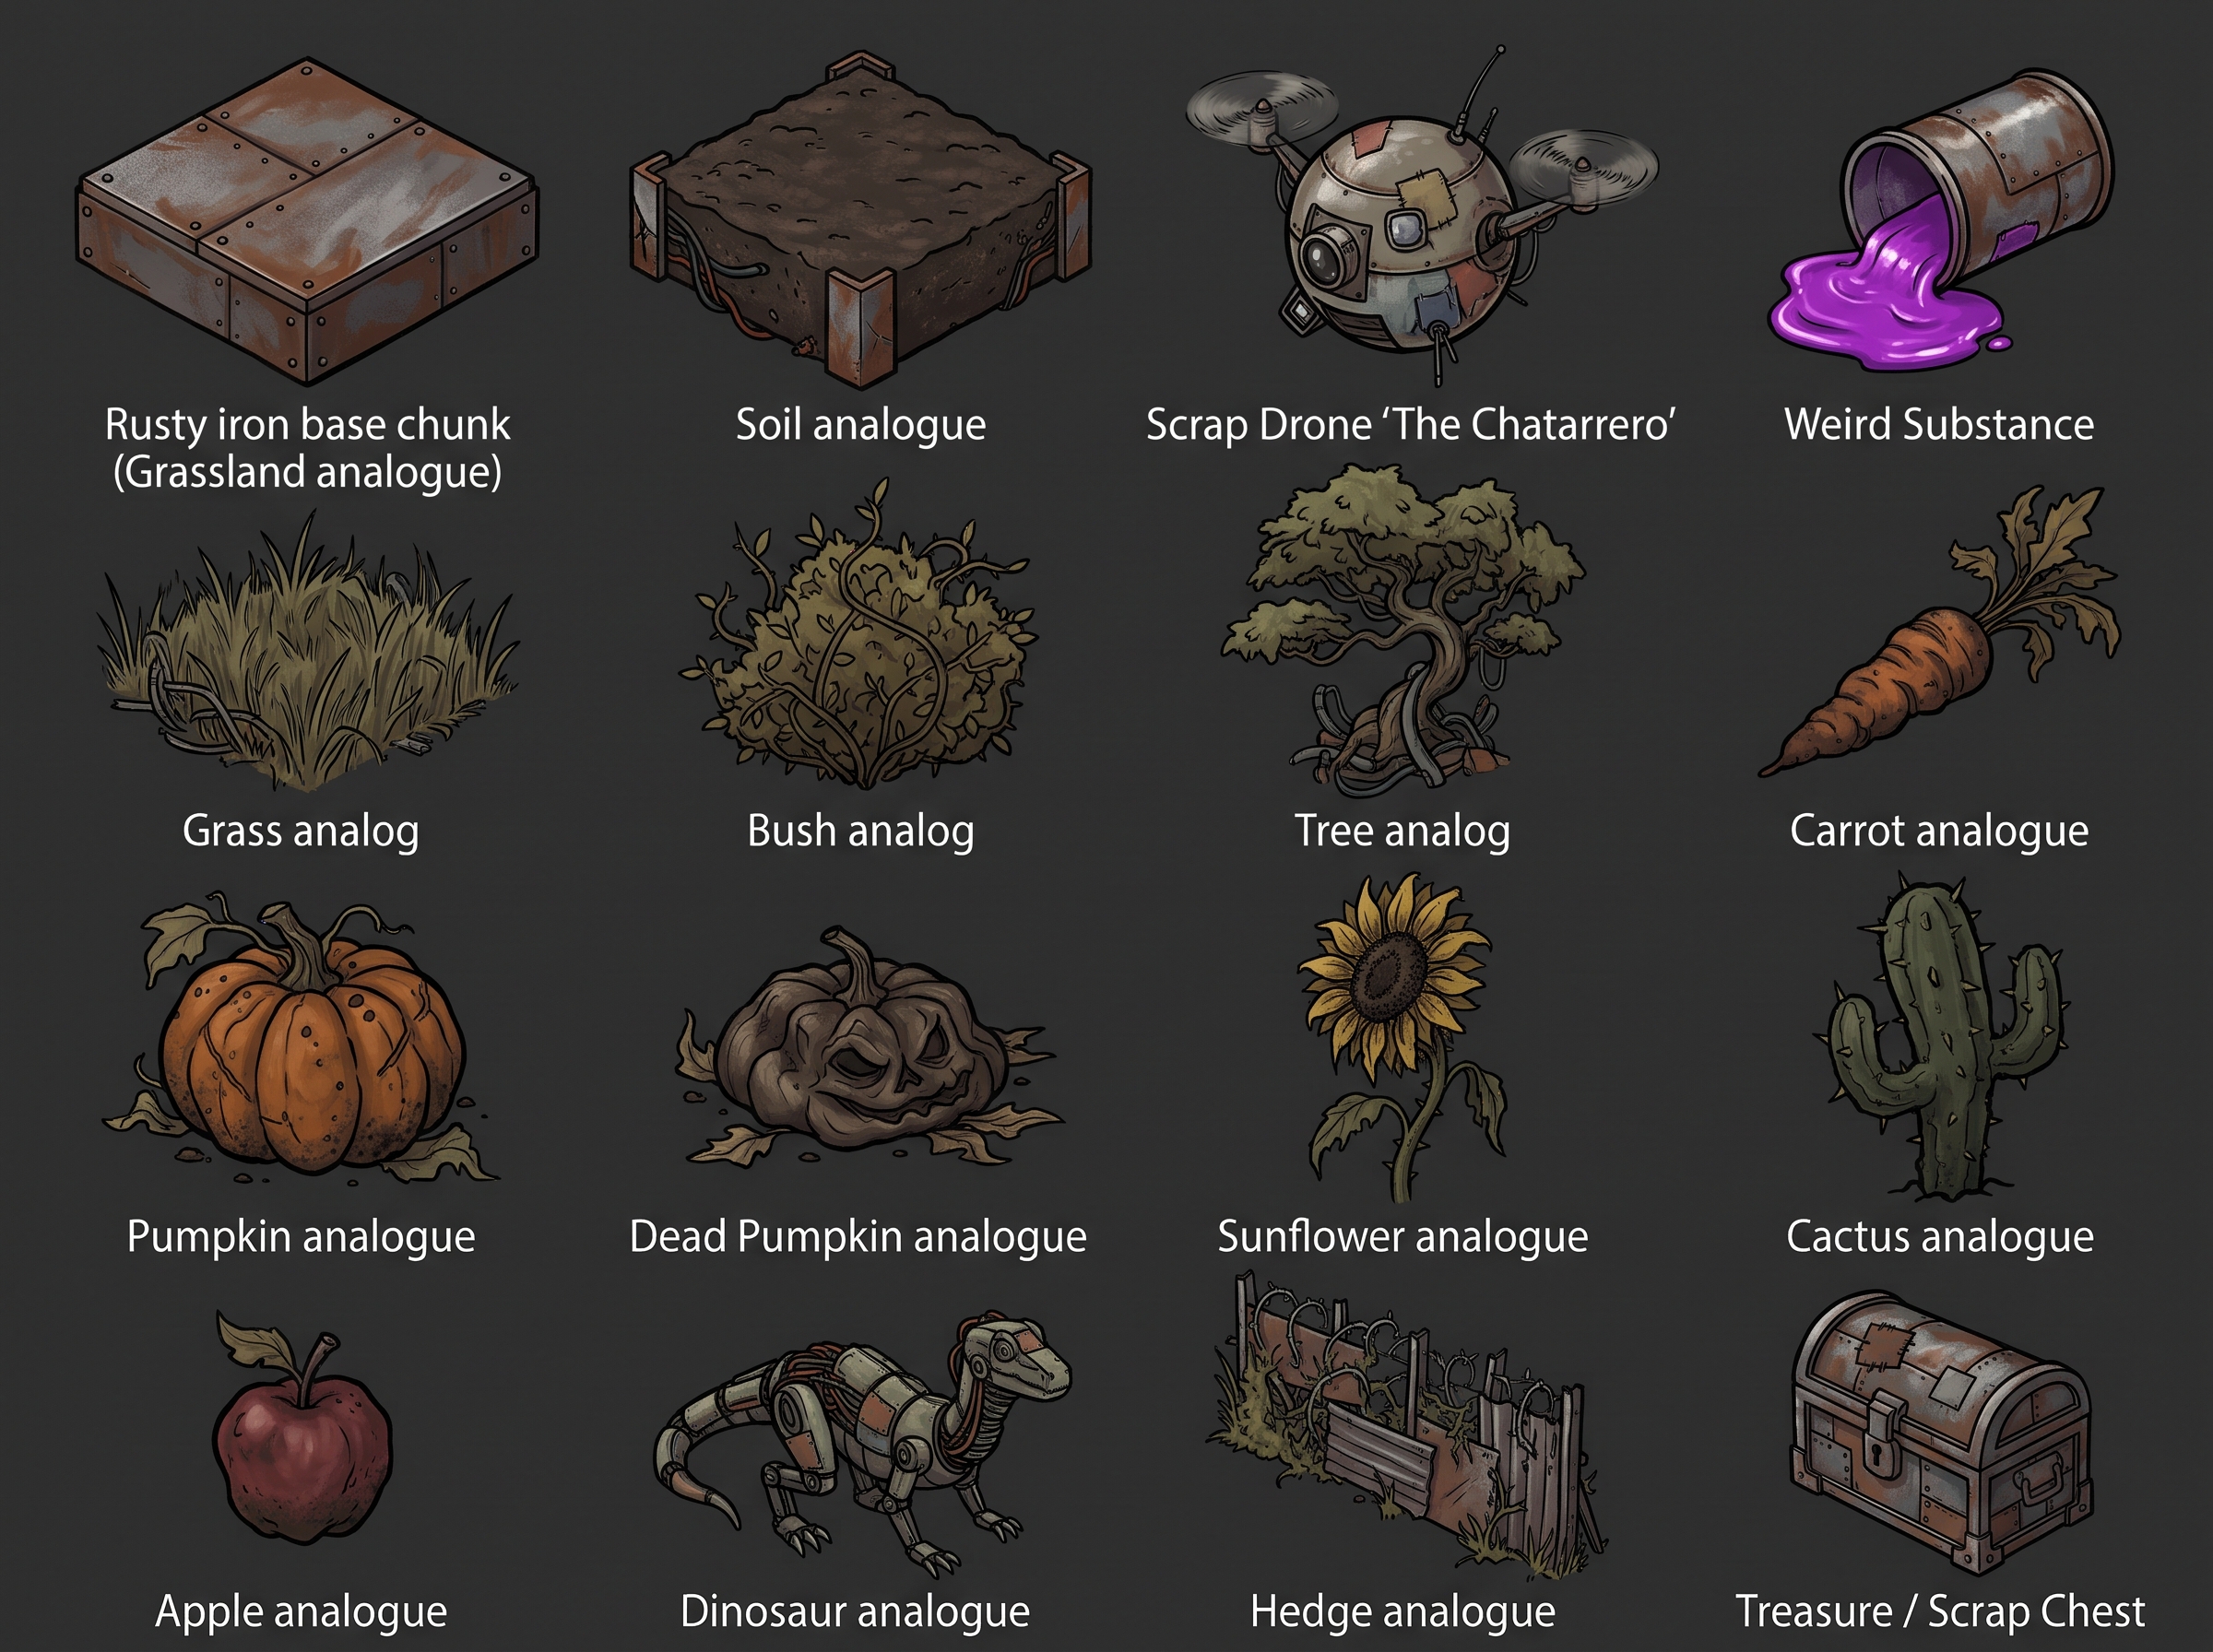 Rusty iron base chunk
(Grassland analogue)
Soil analogue
Scrap Drone ‘The Chatarrero’
Weird Substance
Grass analog
Bush analog
Tree analog
Carrot analogue
Pumpkin analogue
Dead Pumpkin analogue
Sunflower analogue
Cactus analogue
Apple analogue
Dinosaur analogue
Hedge analogue
Treasure / Scrap Chest